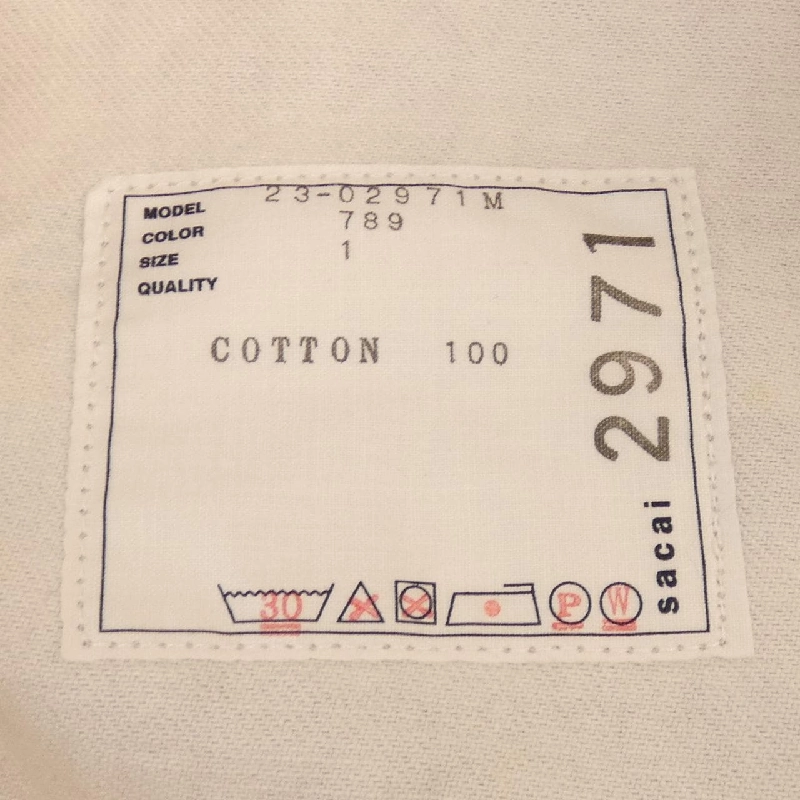 MODEL 23-02971M
COLOR 789
SIZE 1
QUALITY
COTTON 100
30 P W
sacai 2971